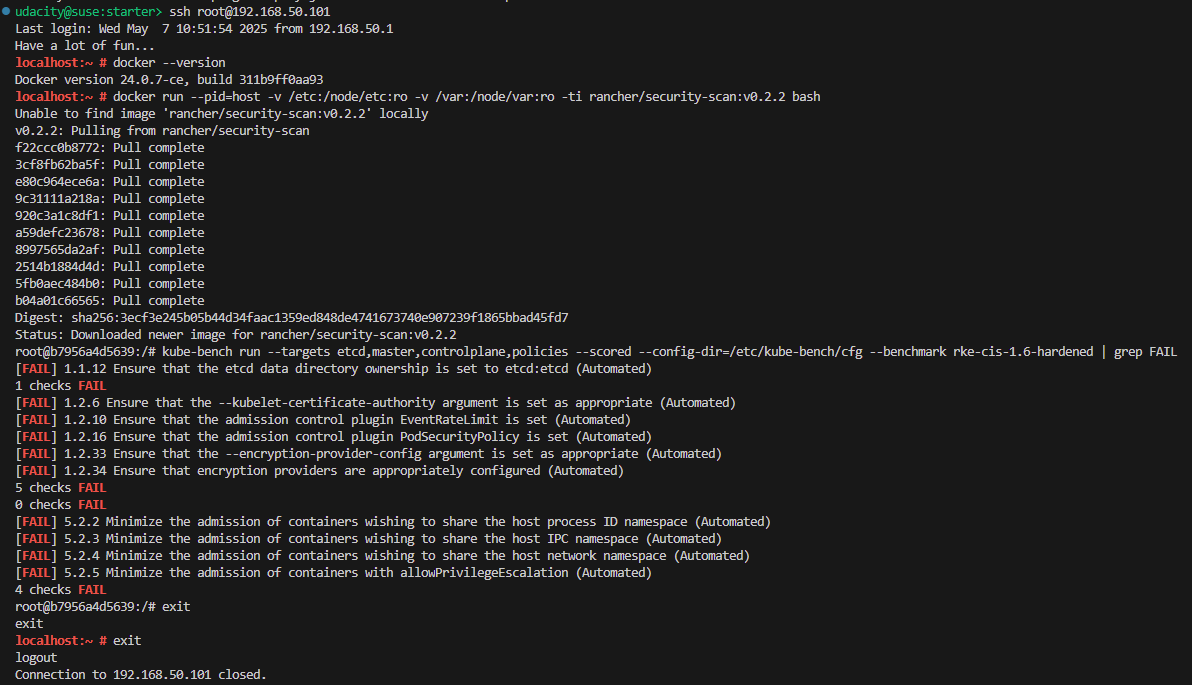 udacity@suse:starter> ssh root@192.168.50.101
Last login: Wed May  7 10:51:54 2025 from 192.168.50.1
Have a lot of fun...
localhost:~ # docker --version
Docker version 24.0.7-ce, build 311b9ff0aa93
localhost:~ # docker run --pid=host -v /etc:/node/etc:ro -v /var:/node/var:ro -ti rancher/security-scan:v0.2.2 bash
Unable to find image 'rancher/security-scan:v0.2.2' locally
v0.2.2: Pulling from rancher/security-scan
f22ccc0b8772: Pull complete
3cf8fb62ba5f: Pull complete
e80c964ece6a: Pull complete
9c31111a218a: Pull complete
920c3a1c8df1: Pull complete
a59defc23678: Pull complete
8997565da2af: Pull complete
2514b1884d4d: Pull complete
5fb0aec484b0: Pull complete
b04a01c66565: Pull complete
Digest: sha256:3ecf3e245b05b44d34faac1359ed848de4741673740e907239f1865bbad45fd7
Status: Downloaded newer image for rancher/security-scan:v0.2.2
root@b7956a4d5639:/# kube-bench run --targets etcd,master,controlplane,policies --scored --config-dir=/etc/kube-bench/cfg --benchmark rke-cis-1.6-hardened | grep FAIL
[FAIL] 1.1.12 Ensure that the etcd data directory ownership is set to etcd:etcd (Automated)
1 checks FAIL
[FAIL] 1.2.6 Ensure that the --kubelet-certificate-authority argument is set as appropriate (Automated)
[FAIL] 1.2.10 Ensure that the admission control plugin EventRateLimit is set (Automated)
[FAIL] 1.2.16 Ensure that the admission control plugin PodSecurityPolicy is set (Automated)
[FAIL] 1.2.33 Ensure that the --encryption-provider-config argument is set as appropriate (Automated)
[FAIL] 1.2.34 Ensure that encryption providers are appropriately configured (Automated)
5 checks FAIL
0 checks FAIL
[FAIL] 5.2.2 Minimize the admission of containers wishing to share the host process ID namespace (Automated)
[FAIL] 5.2.3 Minimize the admission of containers wishing to share the host IPC namespace (Automated)
[FAIL] 5.2.4 Minimize the admission of containers wishing to share the host network namespace (Automated)
[FAIL] 5.2.5 Minimize the admission of containers with allowPrivilegeEscalation (Automated)
4 checks FAIL
root@b7956a4d5639:/# exit
exit
localhost:~ # exit
logout
Connection to 192.168.50.101 closed.